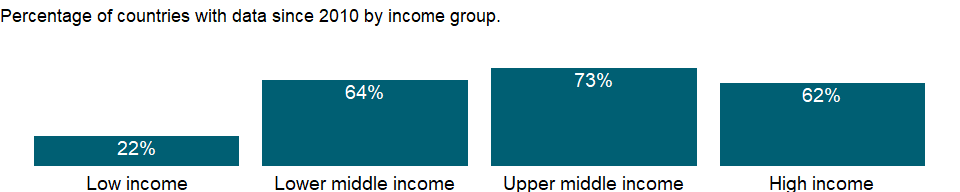 Percentage of countries with data since 2010 by income group.
22%
64%
73%
62%
Low income
Lower middle income
Upper middle income
High income